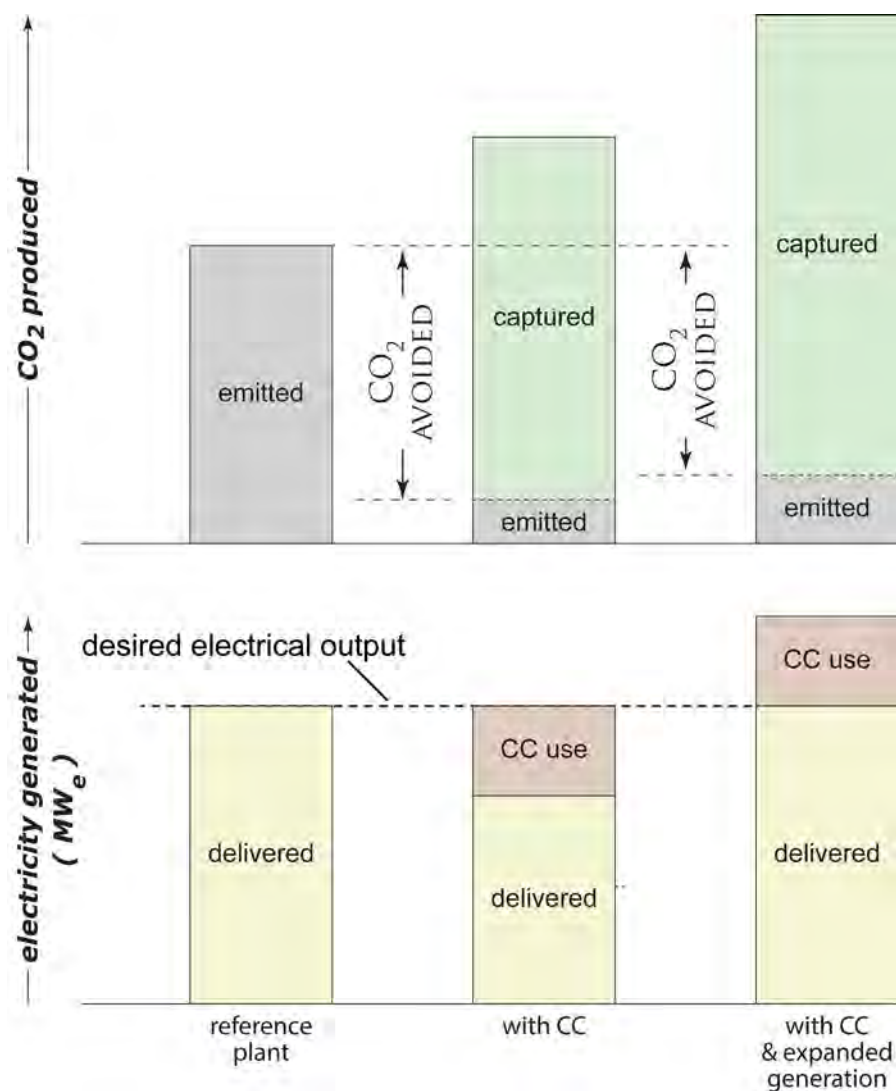 CO₂ produced
emitted
CO₂
AVOIDED
captured
emitted
CO₂
AVOIDED
captured
emitted
electricity generated
( MWₑ )
desired electrical output
delivered
CC use
delivered
CC use
delivered
reference
plant
with CC
with CC
& expanded
generation